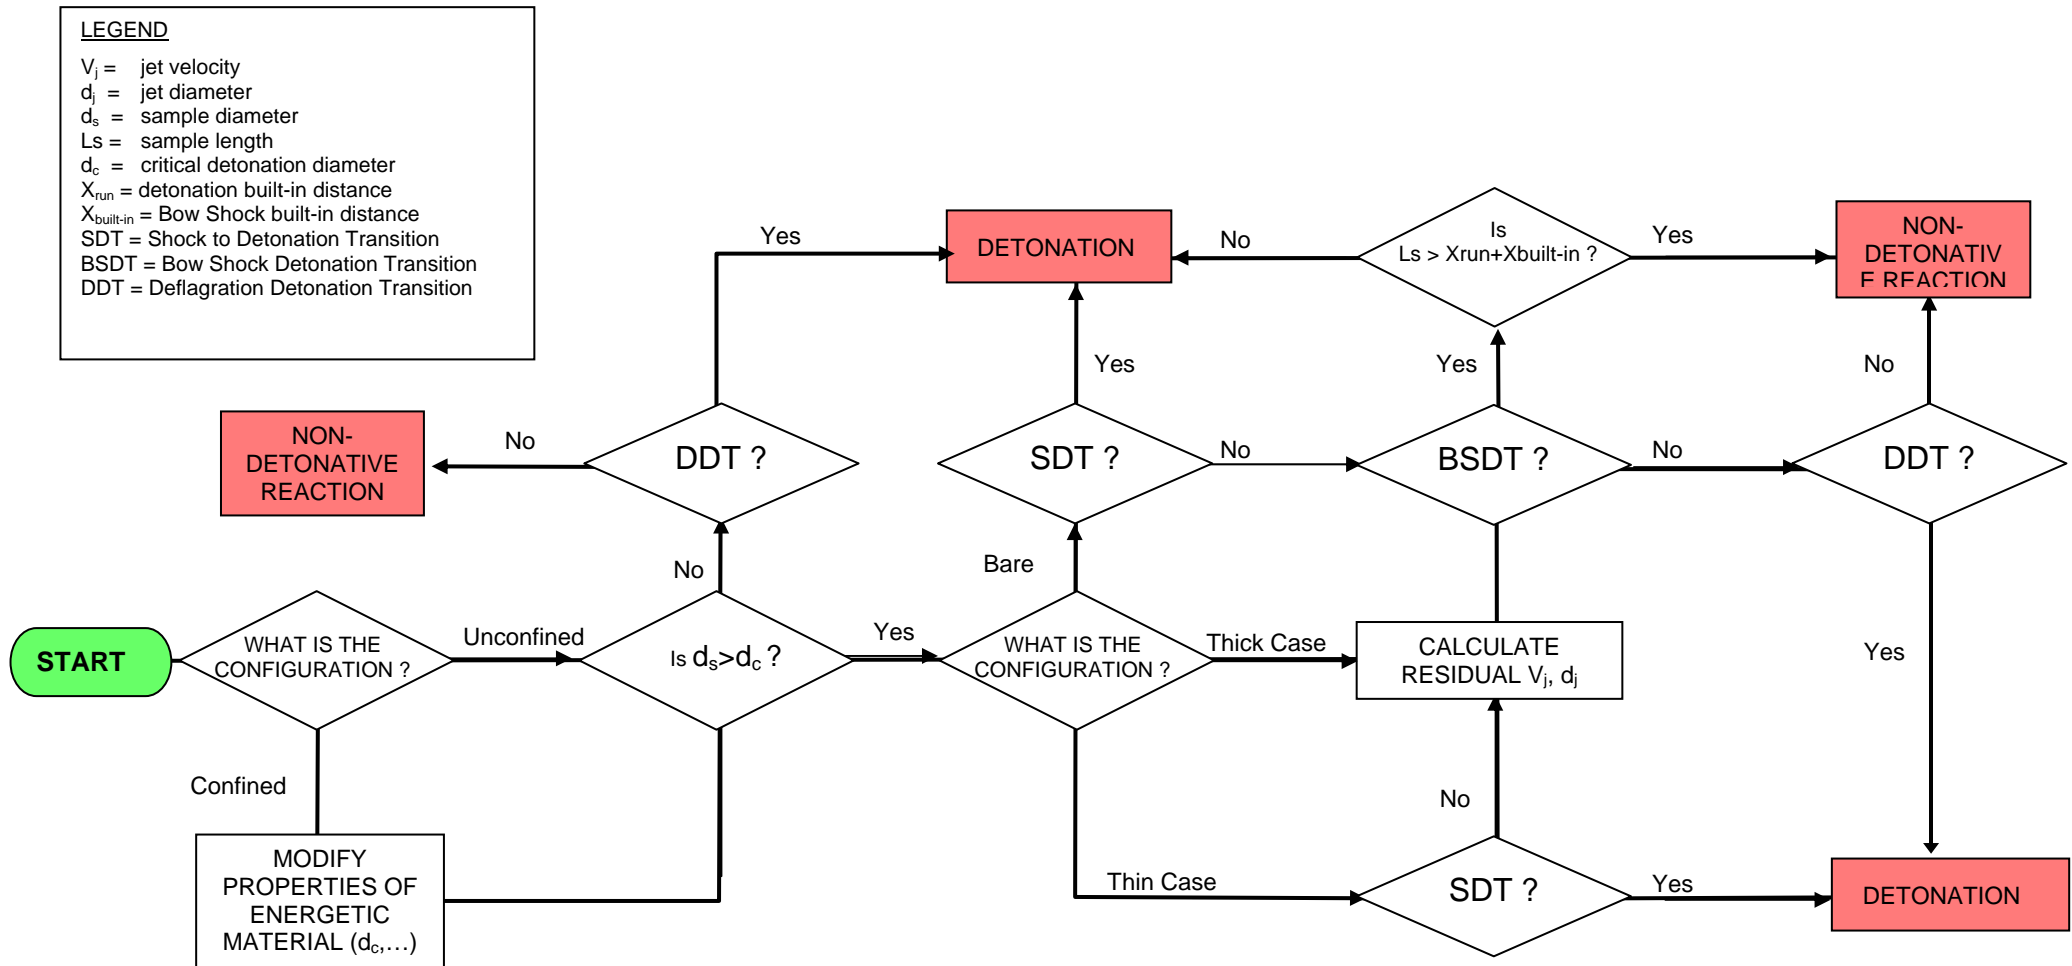 LEGEND
Vj = jet velocity
dj = jet diameter
ds = sample diameter
Ls = sample length
dc = critical detonation diameter
Xrun = detonation built-in distance
Xbuilt-in = Bow Shock built-in distance
SDT = Shock to Detonation Transition
BSDT = Bow Shock Detonation Transition
DDT = Deflagration Detonation Transition
Yes
DETONATION
No
Is
Ls > Xrun+Xbuilt-in ?
Yes
NON-
DETONATIV
E REACTION
Yes
Yes
No
NON-
DETONATIVE
REACTION
No
DDT ?
SDT ?
No
BSDT ?
No
DDT ?
No
Bare
START
WHAT IS THE
CONFIGURATION ?
Unconfined
Is ds>dc ?
Yes
WHAT IS THE
CONFIGURATION ?
Thick Case
CALCULATE
RESIDUAL Vj, dj
Yes
Confined
No
MODIFY
PROPERTIES OF
ENERGETIC
MATERIAL (dc,…)
Thin Case
SDT ?
Yes
DETONATION